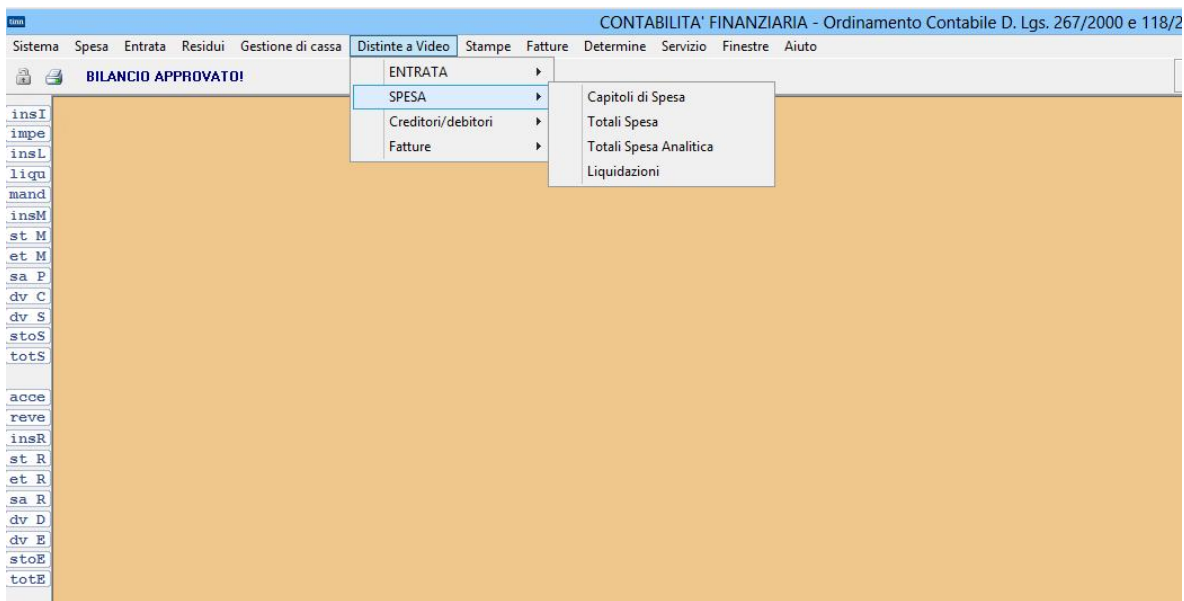 tinn CONTABILITA' FINANZIARIA - Ordinamento Contabile D. Lgs. 267/2000 e 118/2
Sistema Spesa Entrata Residui Gestione di cassa Distinte a Video Stampe Fatture Determine Servizio Finestre Aiuto
BILANCIO APPROVATO!
ENTRATA
SPESA
Creditori/debitori
Fatture
Capitoli di Spesa
Totali Spesa
Totali Spesa Analitica
Liquidazioni
insI
impe
insL
liqu
mand
insM
st M
et M
sa P
dv C
dv S
stoS
totS
acce
reve
insR
st R
et R
sa R
dv D
dv E
stoE
totE